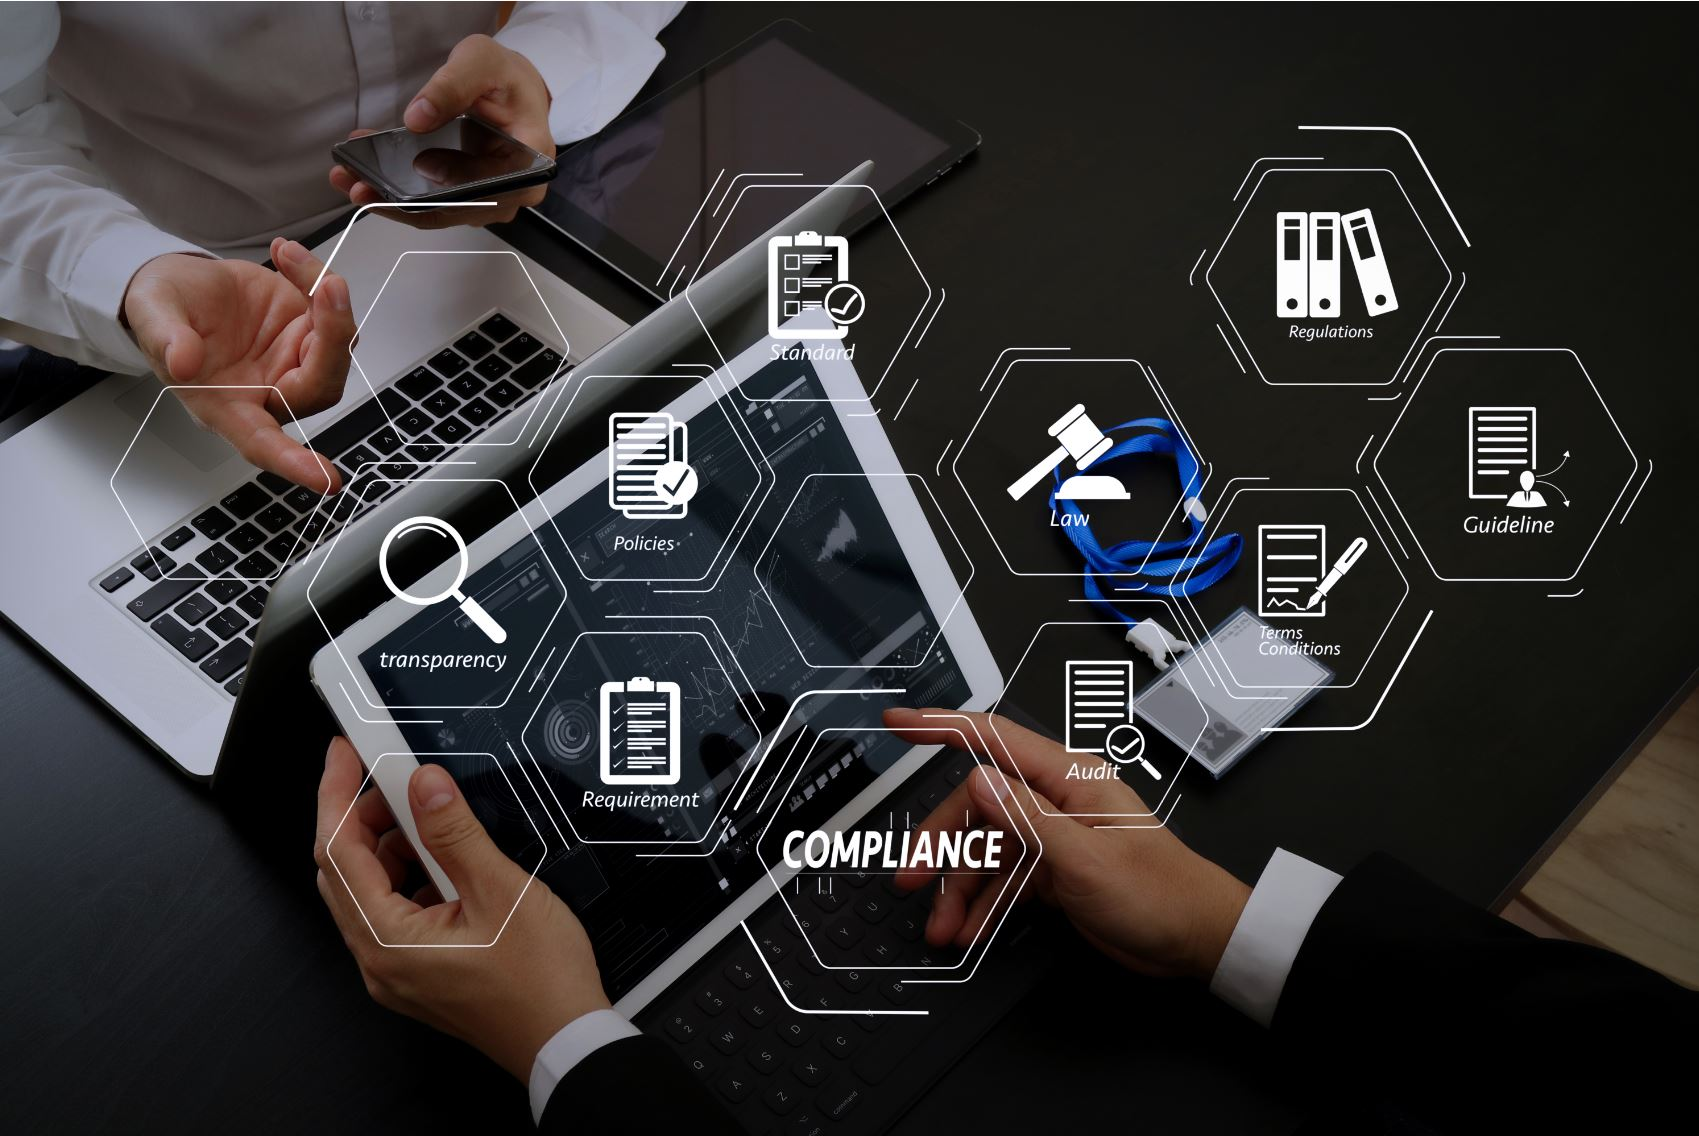 Standard
Regulations
Law
Guideline
Policies
Terms
Conditions
transparency
Requirement
Audit
COMPLIANCE